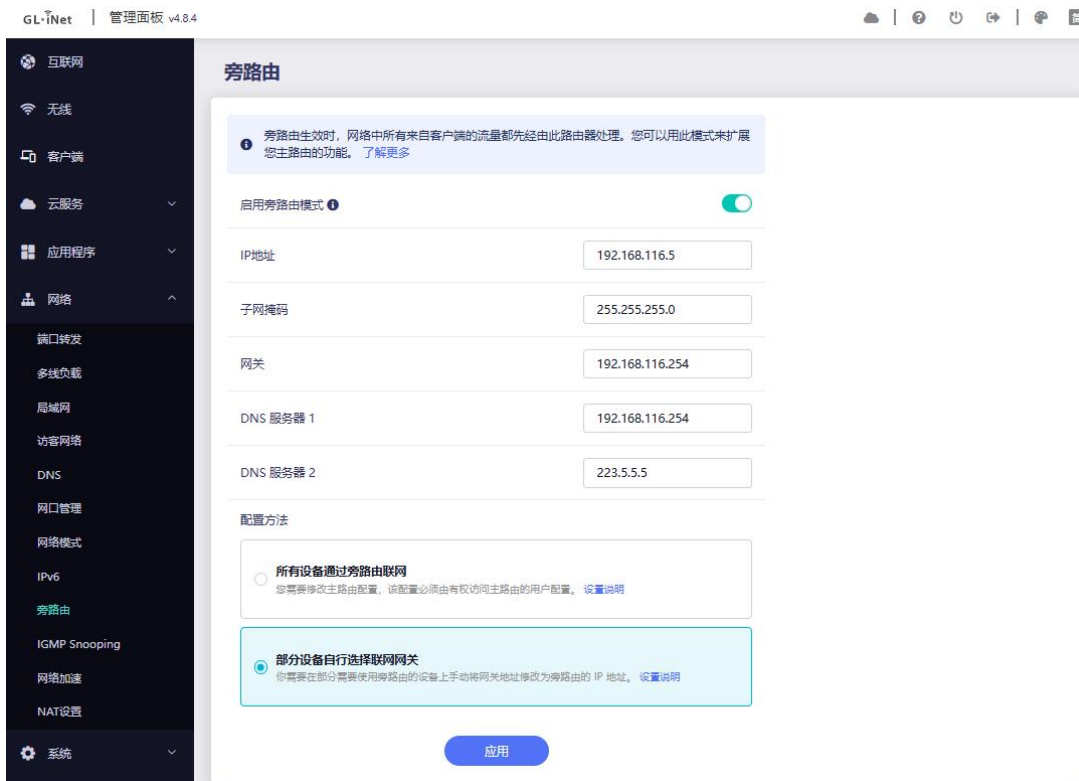 GL·iNet | 管理面板 v4.8.4
互联网
无线
客户端
云服务
应用程序
网络
端口转发
多线负载
局域网
访客网络
DNS
网口管理
网络模式
IPv6
旁路由
IGMP Snooping
网络加速
NAT设置
系统
旁路由
旁路由生效时，网络中所有来自客户端的流量都先经由此路由器处理。您可以用此模式来扩展
您主路由的功能。 了解更多
启用旁路由模式
IP地址 192.168.116.5
子网掩码 255.255.255.0
网关 192.168.116.254
DNS 服务器 1 192.168.116.254
DNS 服务器 2 223.5.5.5
配置方法
所有设备通过旁路由联网
您需要修改主路由配置，该配置必须由有权访问主路由的用户配置。 设置说明
部分设备自行选择联网网关
你需要在部分需要使用旁路由的设备上手动将网关地址修改为旁路由的 IP 地址。 设置说明
应用